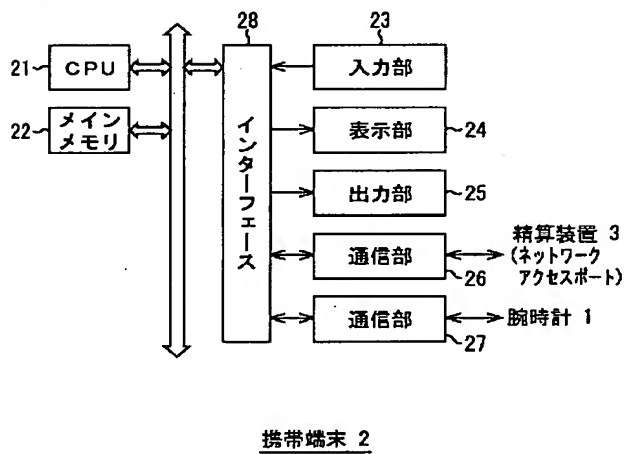 28
23
21
CPU
入力部
22
メイン
メモリ
インターフェース
表示部
24
出力部
25
通信部
26
精算装置 3
(ネットワーク
アクセスポート)
通信部
27
腕時計 1
携帯端末 2